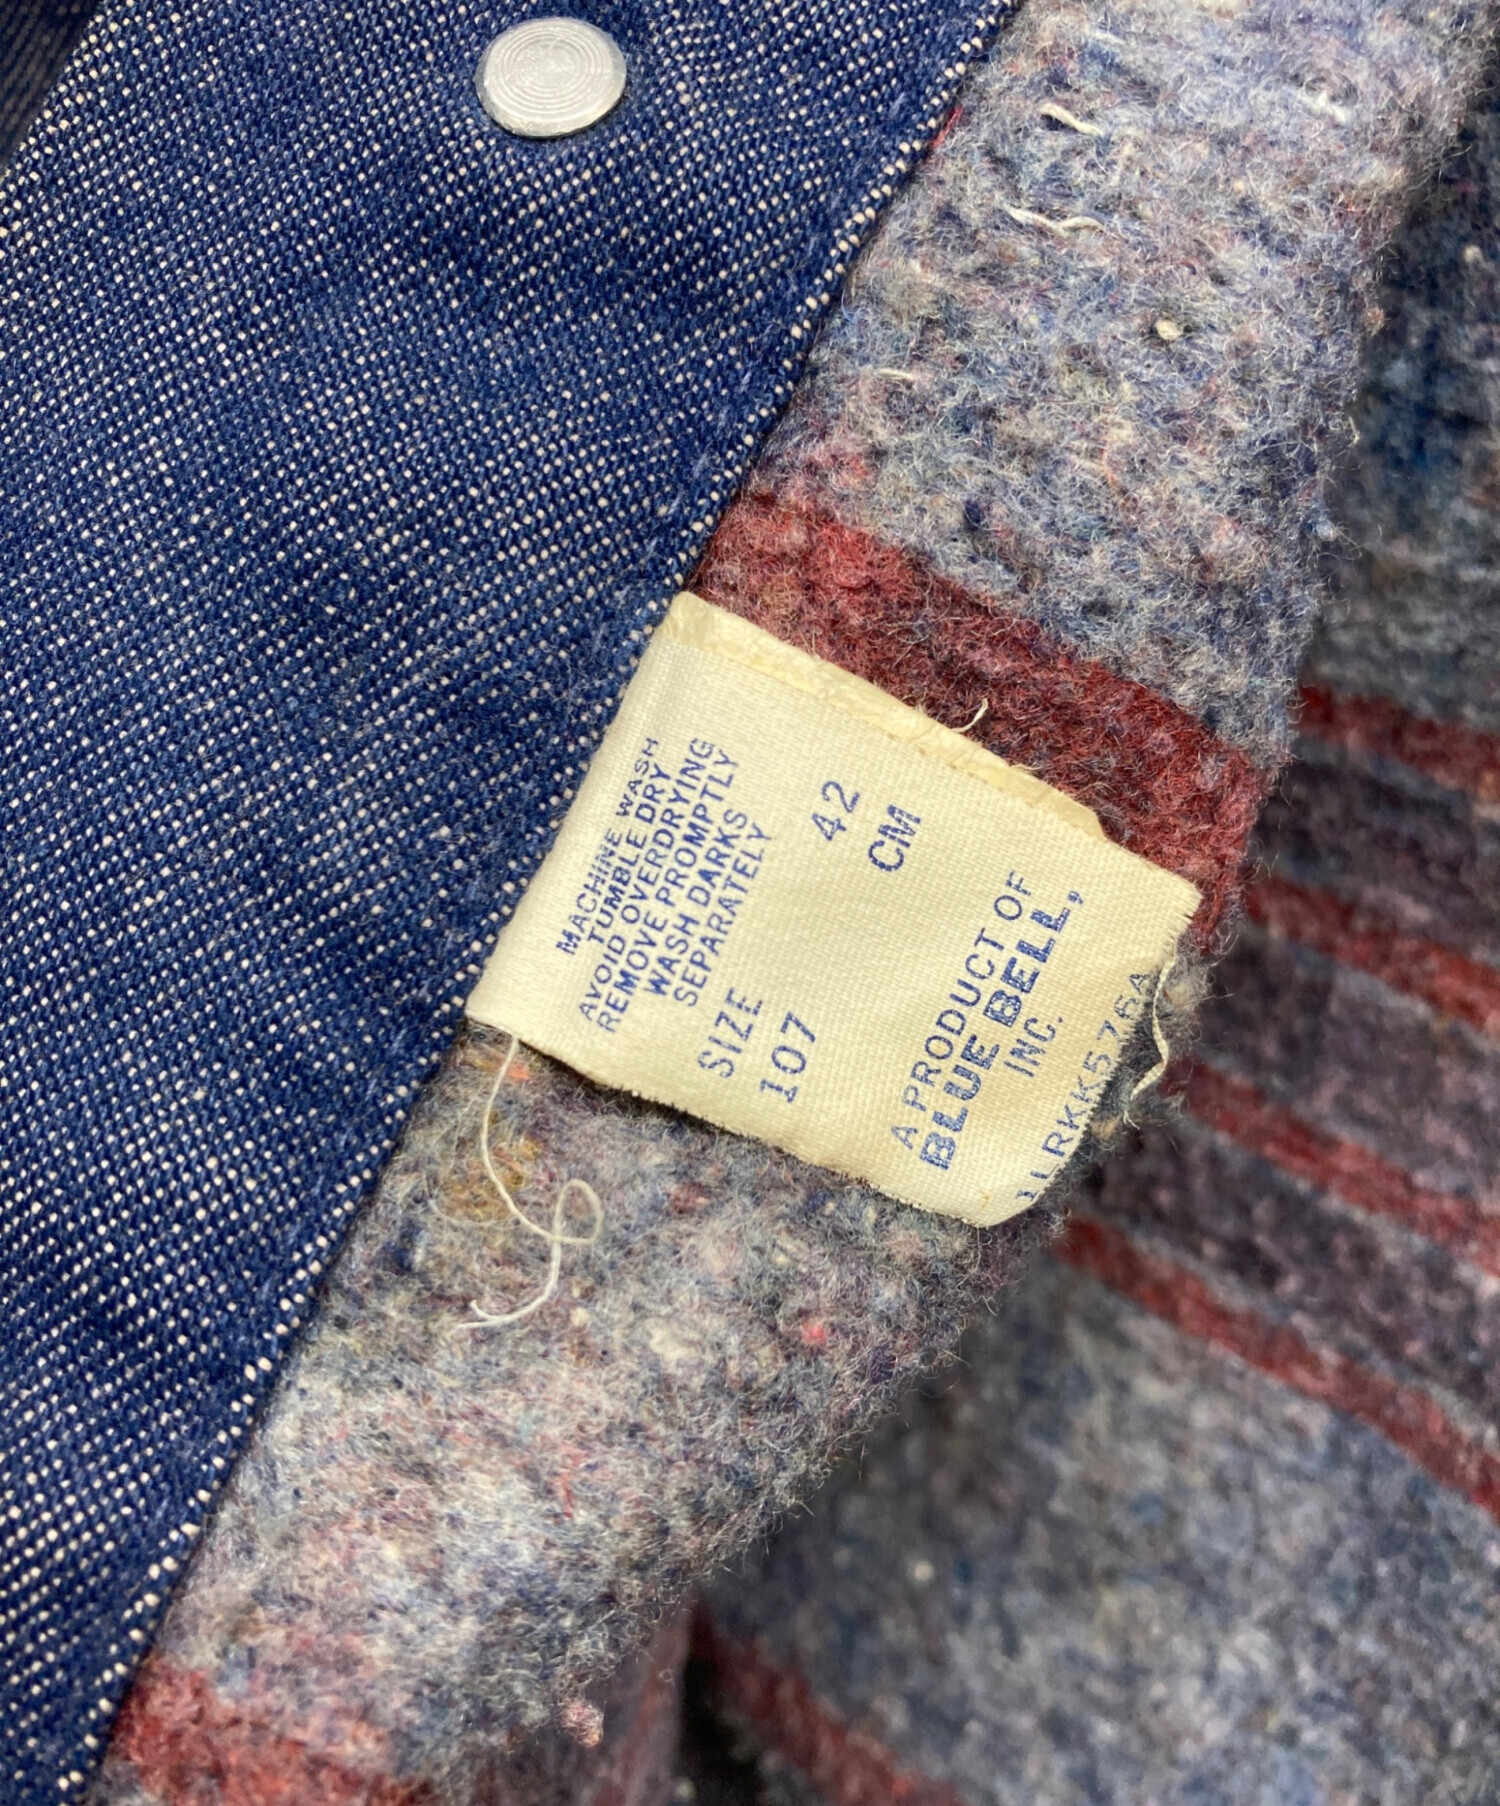 MACHINE WASH
TUMBLE DRY
AVOID OVERDRYING
REMOVE PROMPTLY
WASH DARKS
SEPARATELY
SIZE 42
107 CM
A PRODUCT OF
BLUE BELL,
INC.